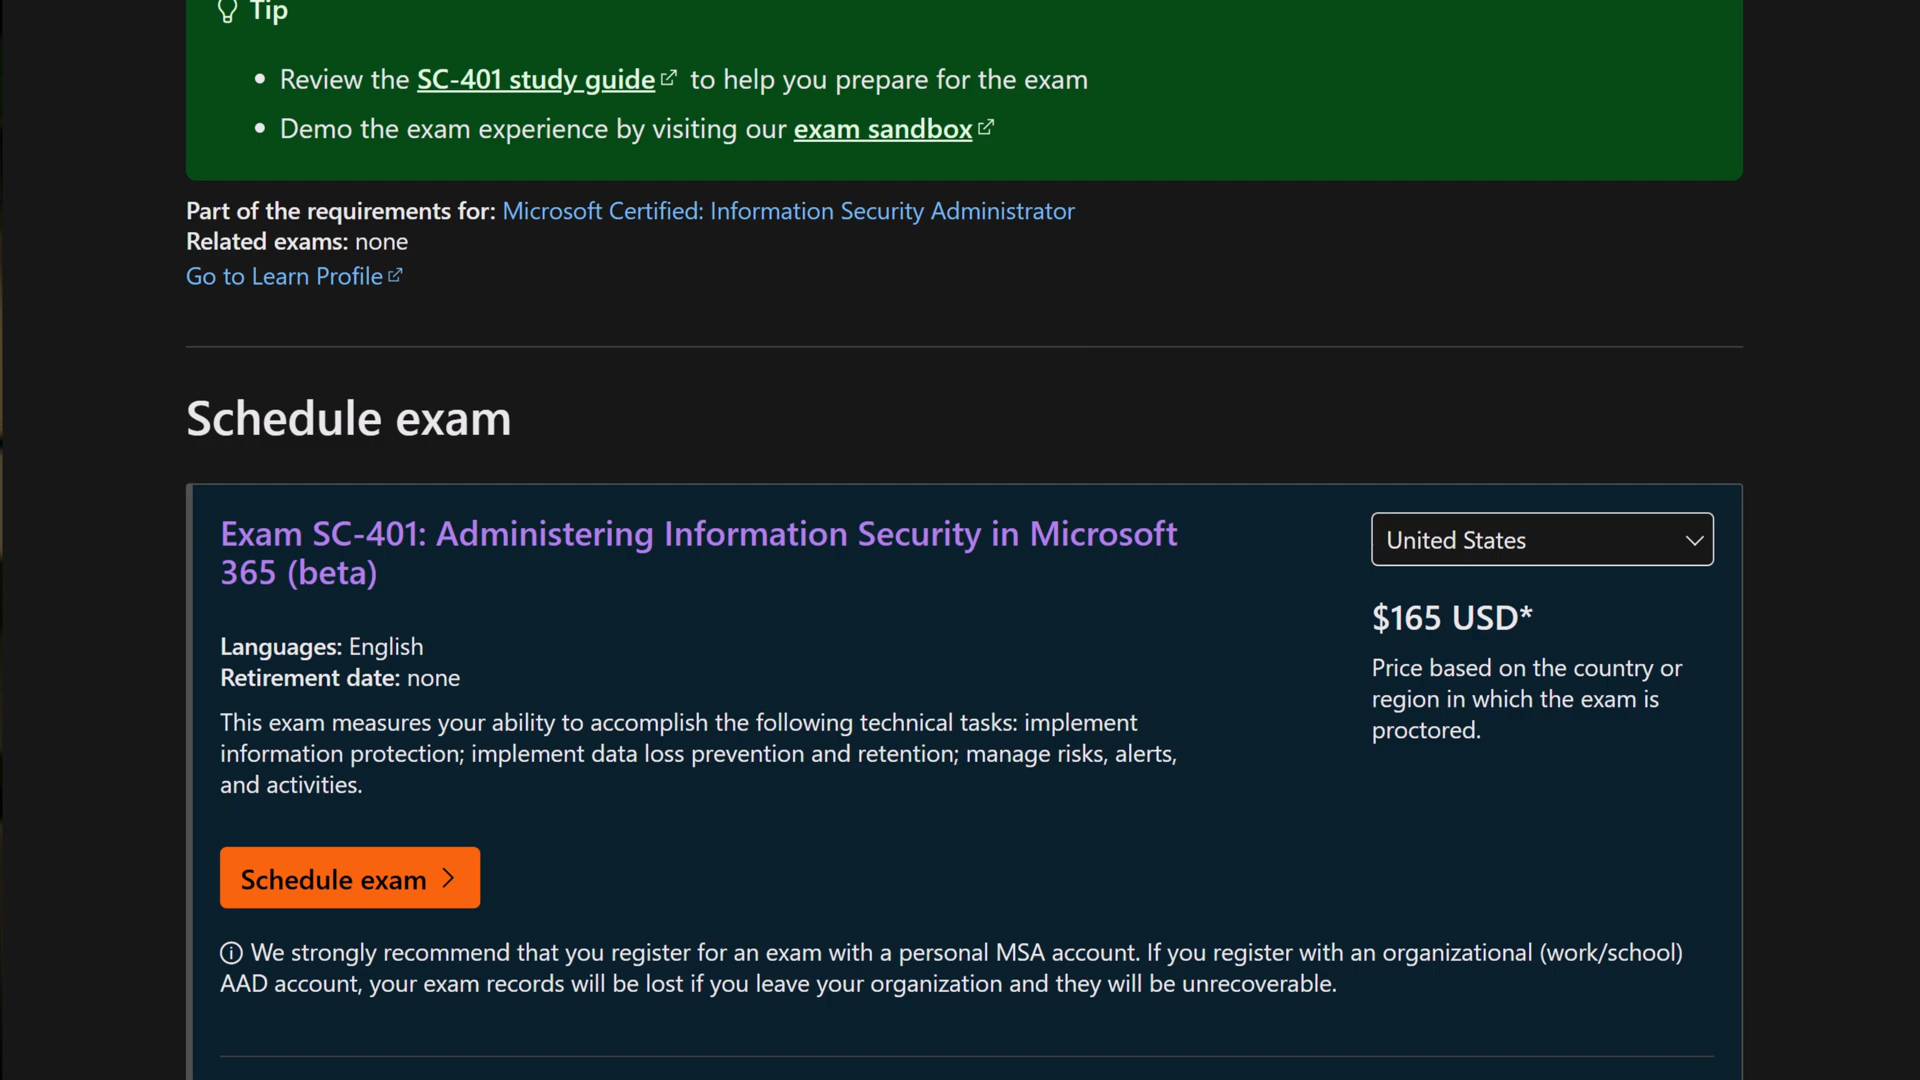 Tip
Review the SC-401 study guide to help you prepare for the exam
Demo the exam experience by visiting our exam sandbox
Part of the requirements for: Microsoft Certified: Information Security Administrator
Related exams: none
Go to Learn Profile
Schedule exam
Exam SC-401: Administering Information Security in Microsoft
365 (beta)
Languages: English
Retirement date: none
This exam measures your ability to accomplish the following technical tasks: implement
information protection; implement data loss prevention and retention; manage risks, alerts,
and activities.
United States
$165 USD*
Price based on the country or
region in which the exam is
proctored.
Schedule exam
We strongly recommend that you register for an exam with a personal MSA account. If you register with an organizational (work/school)
AAD account, your exam records will be lost if you leave your organization and they will be unrecoverable.